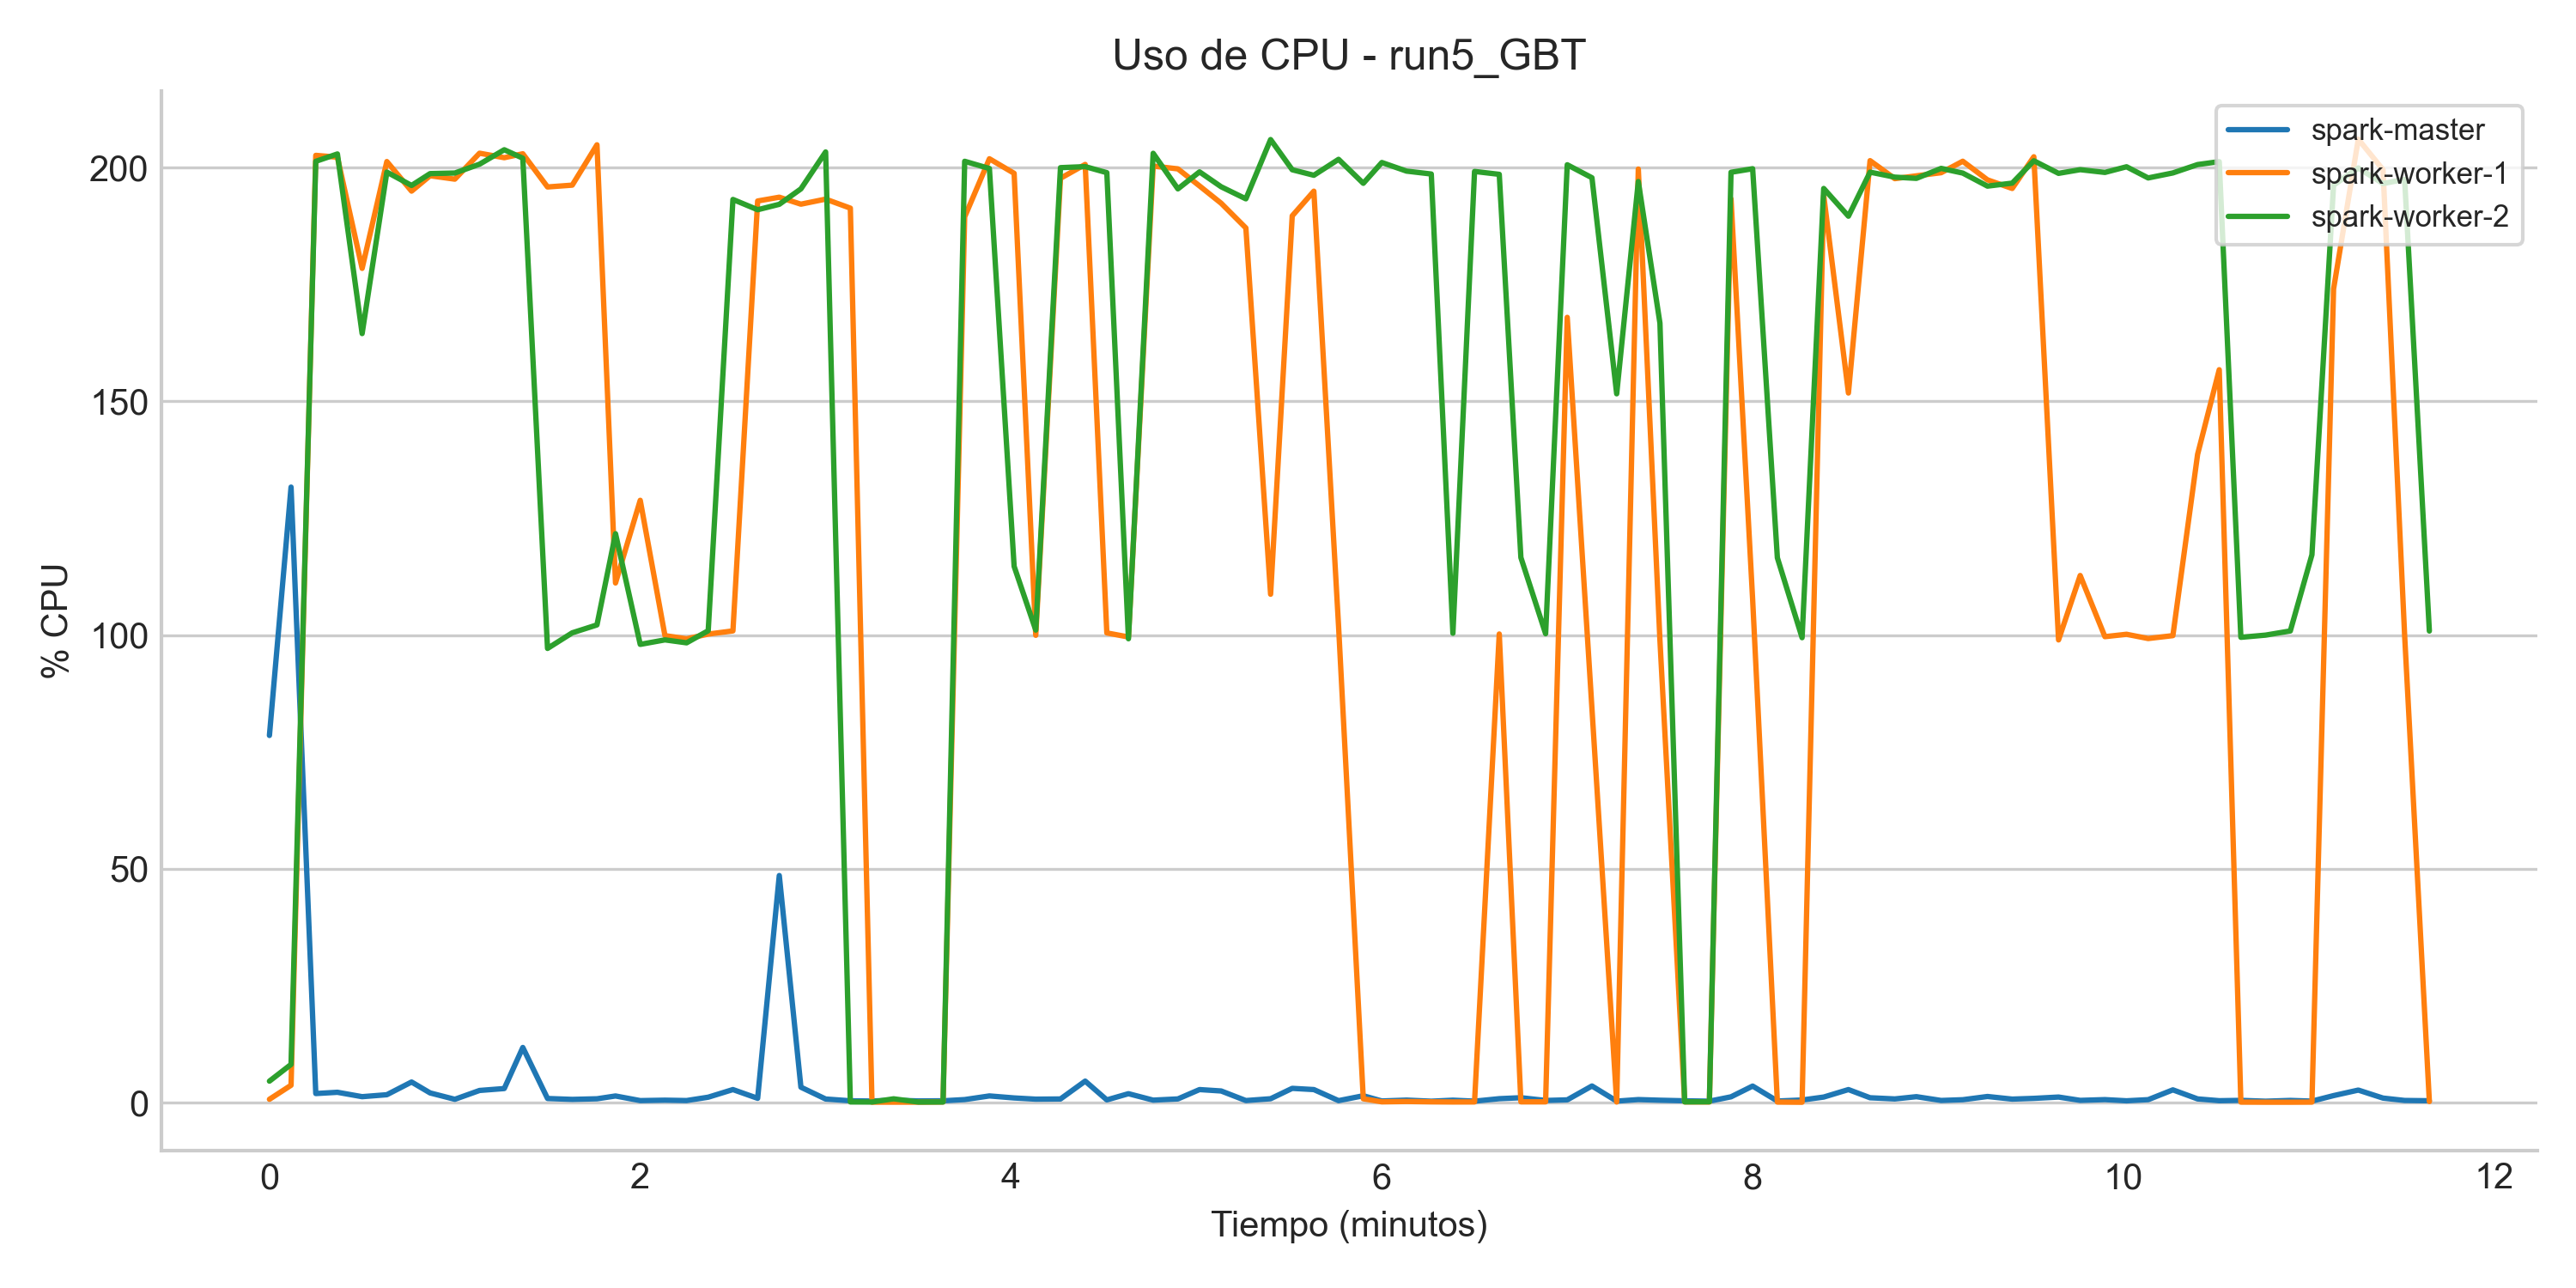 Uso de CPU - run5_GBT
spark-master
spark-worker-1
spark-worker-2
% CPU
200
150
100
50
0
0 2 4 6 8 10 12
Tiempo (minutos)